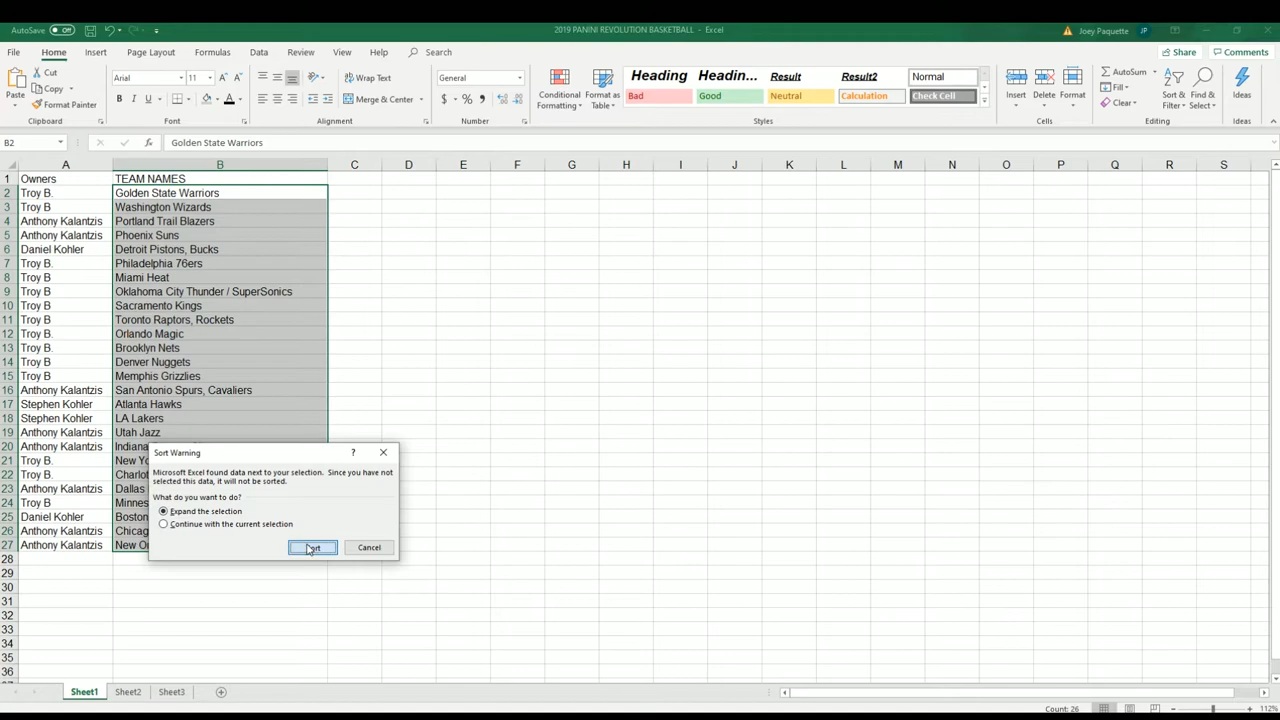 AutoSave Off
2019 PANINI REVOLUTION BASKETBALL - Excel
Joey Paquette JP
File Home Insert Page Layout Formulas Data Review View Help Search
Share Comments
Paste
Cut
Copy
Format Painter
Clipboard
Arial 11
B I U
Font
Wrap Text
Merge & Center
Alignment
General
$ % 9
Number
Conditional Formatting
Format as Table
Heading Headin... Result Result2 Normal
Bad Good Neutral Calculation Check Cell
Styles
Insert Delete Format
Cells
AutoSum
Fill
Clear
Sort & Filter
Find & Select
Editing
Ideas
Ideas
B2 fx Golden State Warriors
A B C D E F G H I J K L M N O P Q R S
1 Owners TEAM NAMES
2 Troy B. Golden State Warriors
3 Troy B Washington Wizards
4 Anthony Kalantzis Portland Trail Blazers
5 Anthony Kalantzis Phoenix Suns
6 Daniel Kohler Detroit Pistons, Bucks
7 Troy B. Philadelphia 76ers
8 Troy B Miami Heat
9 Troy B Oklahoma City Thunder / SuperSonics
10 Troy B Sacramento Kings
11 Troy B Toronto Raptors, Rockets
12 Troy B Orlando Magic
13 Troy B. Brooklyn Nets
14 Troy B Denver Nuggets
15 Troy B Memphis Grizzlies
16 Anthony Kalantzis San Antonio Spurs, Cavaliers
17 Stephen Kohler Atlanta Hawks
18 Stephen Kohler LA Lakers
19 Anthony Kalantzis Utah Jazz
20 Anthony Kalantzis Indiana
21 Troy B. New Yo
22 Troy B. Charlot
23 Anthony Kalantzis Dallas
24 Troy B Minnes
25 Daniel Kohler Boston
26 Anthony Kalantzis Chicag
27 Anthony Kalantzis New Or
28
29
30
31
32
33
34
35
36
Sort Warning ?
Microsoft Excel found data next to your selection. Since you have not
selected this data, it will not be sorted.
What do you want to do?
Expand the selection
Continue with the current selection
Cancel
Sheet1 Sheet2 Sheet3
Count: 26
112%